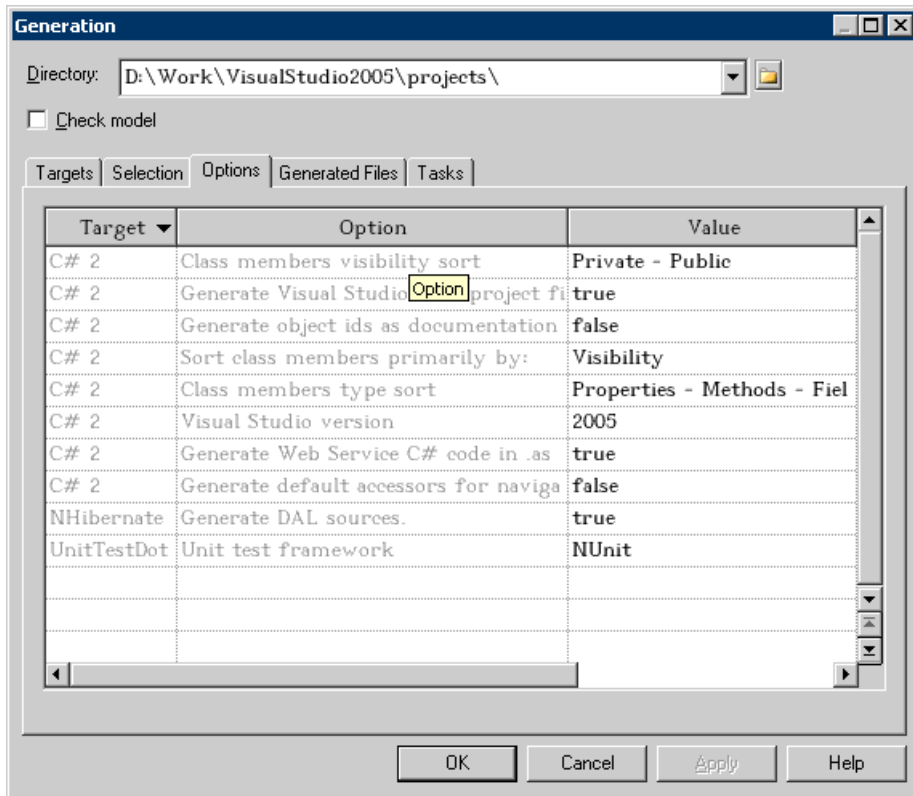 Generation
Directory: D:\Work\VisualStudio2005\projects\
Check model
Targets Selection Options Generated Files Tasks
Target Option Value
C# 2 Class members visibility sort Private - Public
C# 2 Generate Visual Studio project fi true
Option
C# 2 Generate object ids as documentation false
C# 2 Sort class members primarily by: Visibility
C# 2 Class members type sort Properties - Methods - Fiel
C# 2 Visual Studio version 2005
C# 2 Generate Web Service C# code in .as true
C# 2 Generate default accessors for naviga false
NHibernate Generate DAL sources. true
UnitTestDot Unit test framework NUnit
OK Cancel Apply Help